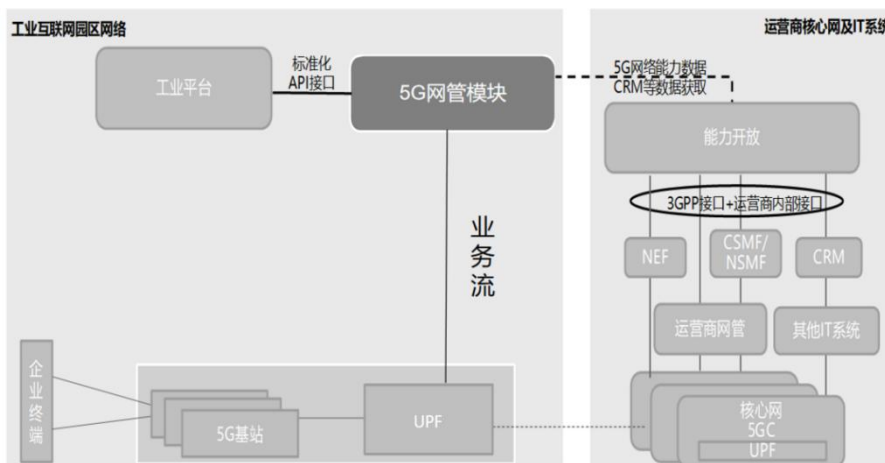 工业互联网园区网络
运营商核心网及IT系统
工业平台
标准化
API接口
5G网管模块
5G网络能力数据
CRM等数据获取
能力开放
3GPP接口+运营商内部接口
业务流
NEF
CSMF/
NSMF
CRM
运营商网管
其他IT系统
企业终端
5G基站
UPF
核心网
5GC
UPF